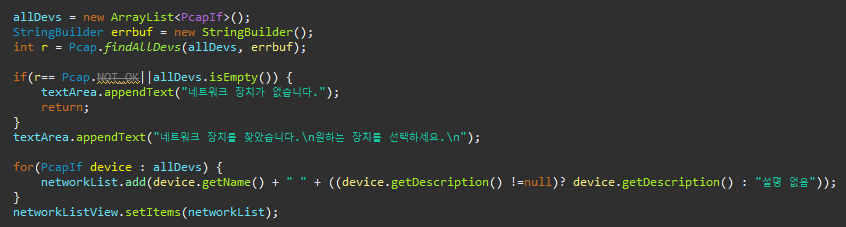 allDevs = new ArrayList<PcapIf>();
StringBuilder errbuf = new StringBuilder();
int r = Pcap.findAllDevs(allDevs, errbuf);
if(r== Pcap.NOT_OK||allDevs.isEmpty()) {
textArea.appendText("네트워크 장치가 없습니다.");
return;
}
textArea.appendText("네트워크 장치를 찾았습니다.\n원하는 장치를 선택하세요.\n");
for(PcapIf device : allDevs) {
networkList.add(device.getName() + " " + ((device.getDescription() !=null)? device.getDescription() : "설명 없음"));
}
networkListView.setItems(networkList);